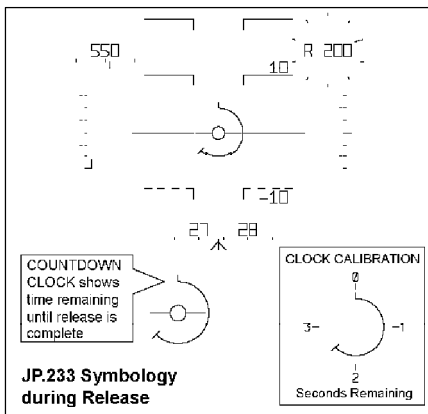 550
R 200
10
-10
27 28
COUNTDOWN
CLOCK shows
time remaining
until release is
complete
CLOCK CALIBRATION
0
3- -1
2
Seconds Remaining
JP.233 Symbology
during Release